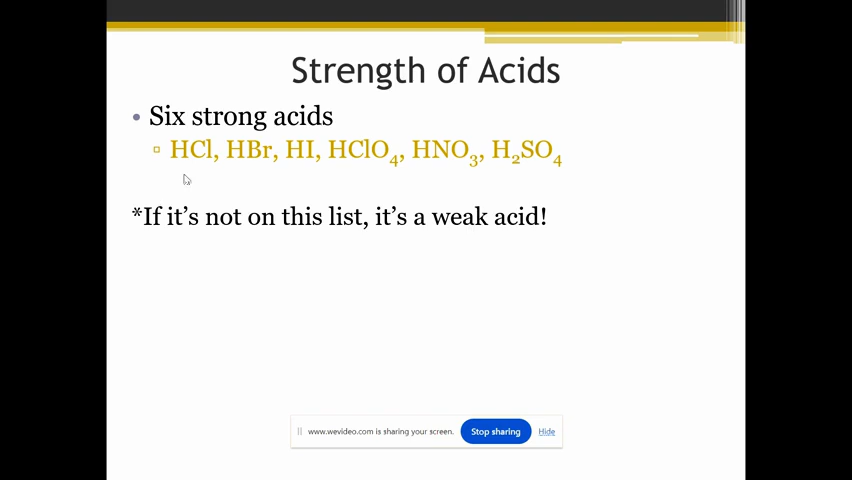 Strength of Acids
• Six strong acids
▫ HCl, HBr, HI, HClO₄, HNO₃, H₂SO₄
*If it's not on this list, it's a weak acid!
www.wevideo.com is sharing your screen. Stop sharing Hide